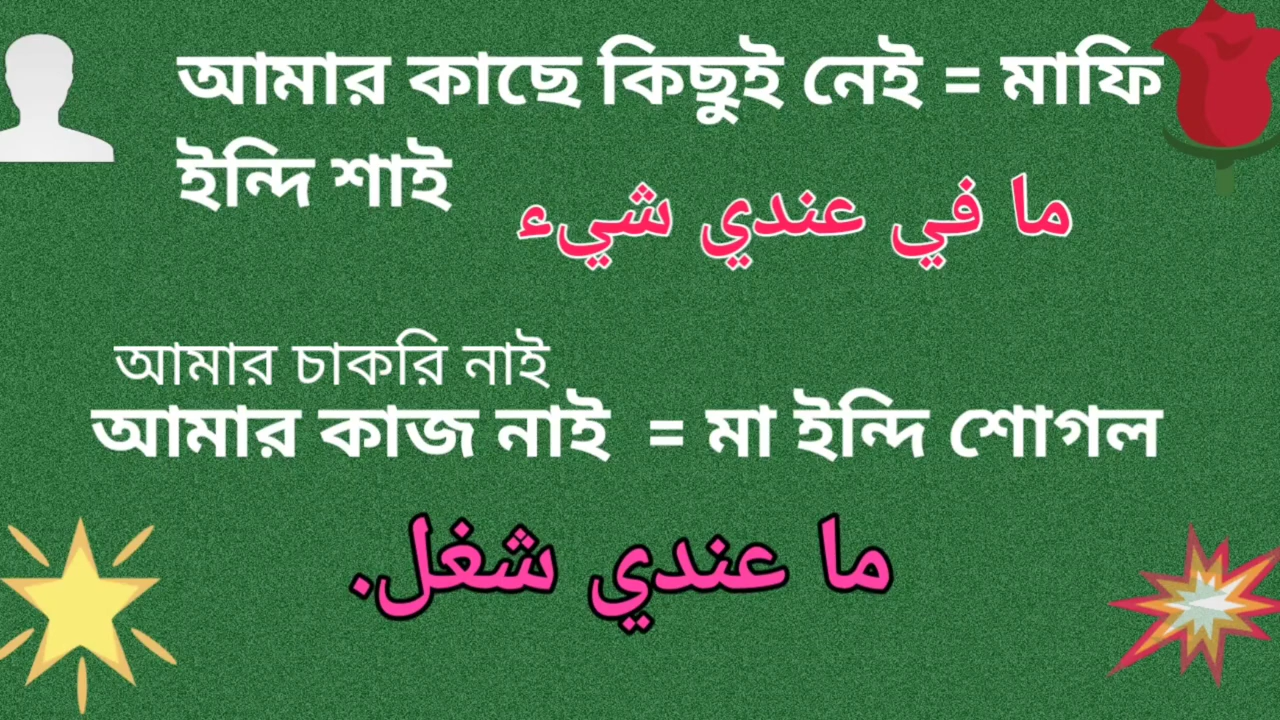 আমার কাছে কিছুই নেই = মাফি
ইন্দি শাই
ما في عندي شيء
আমার চাকরি নাই
আমার কাজ নাই = মা ইন্দি শোগল
ما عندي شغل.